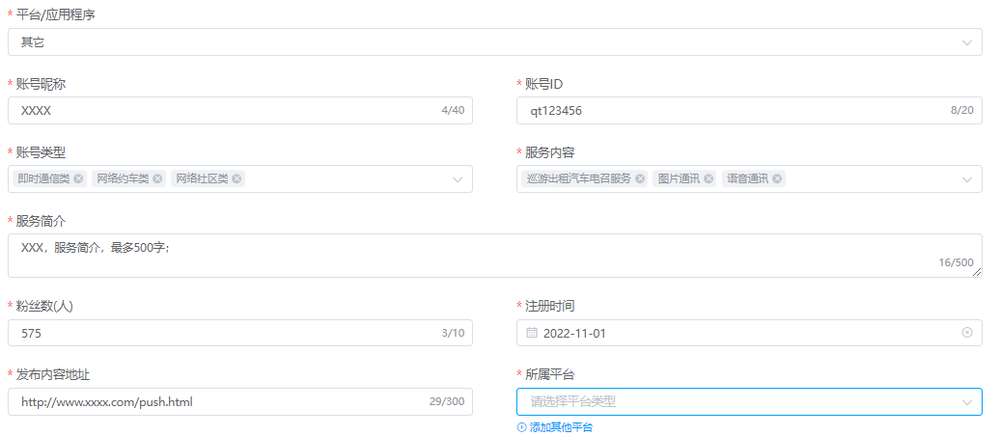 * 平台/应用程序
其它
* 账号昵称
* 账号ID
XXXX 4/40
qt123456 8/20
* 账号类型
* 服务内容
即时通信类 网络约车类 网络社区类
巡游出租汽车电召服务 图片通讯 语音通讯
* 服务简介
XXX，服务简介，最多500字；
16/500
* 粉丝数(人)
* 注册时间
575 3/10
2022-11-01
* 发布内容地址
* 所属平台
http://www.xxxx.com/push.html 29/300
请选择平台类型
添加其他平台